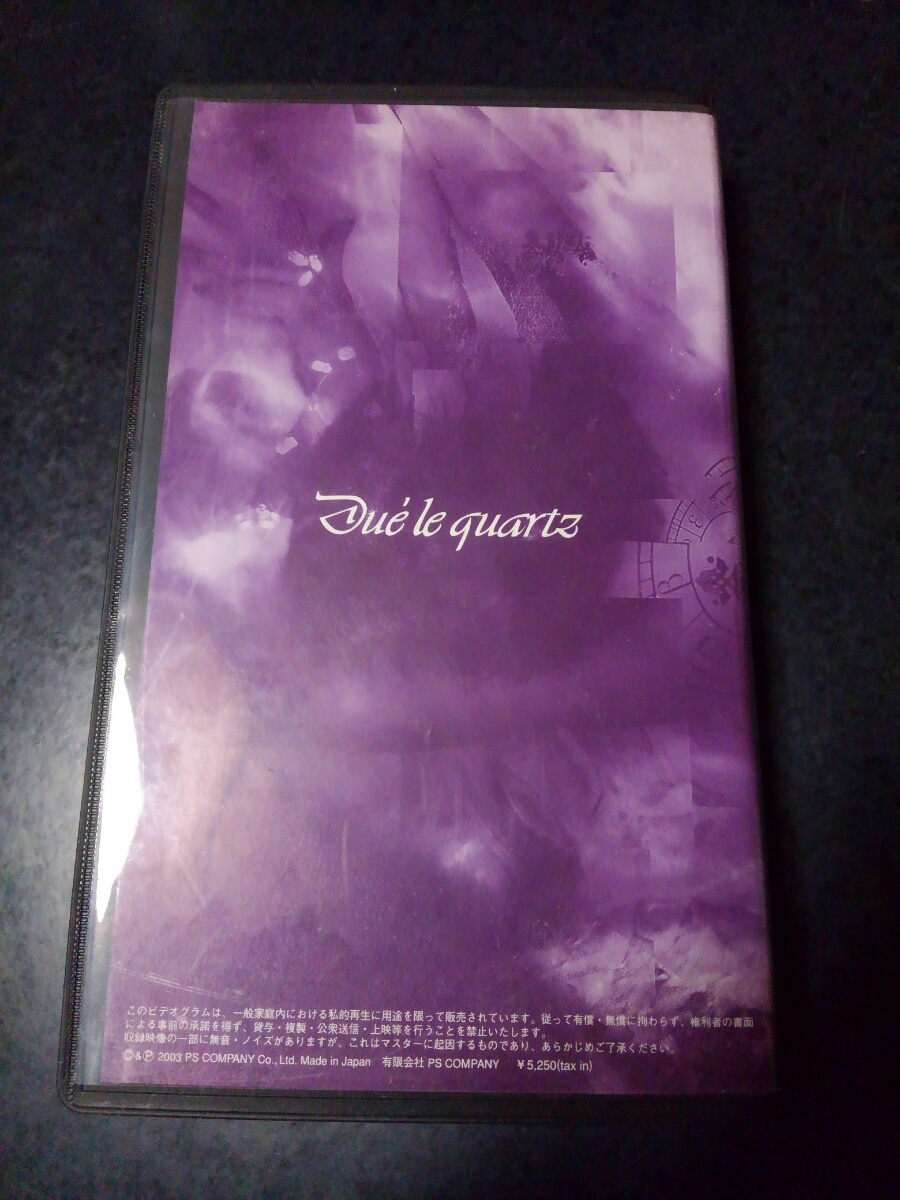 Dué le quartz
このビデオグラムは、一般家庭内における私的再生に用途を限って販売されています。従って有償・無償に拘わらず、権利者の書面
による事前の承諾を得ず、貸与・複製・公衆送信・上映等を行うことを禁止いたします。
収録映像の一部に無音・ノイズがありますが、これはマスターに起因するものであり、あらかじめご了承ください。
©&℗ 2003 PS COMPANY Co., Ltd. Made in Japan 有限会社 PS COMPANY ¥5,250(tax in)